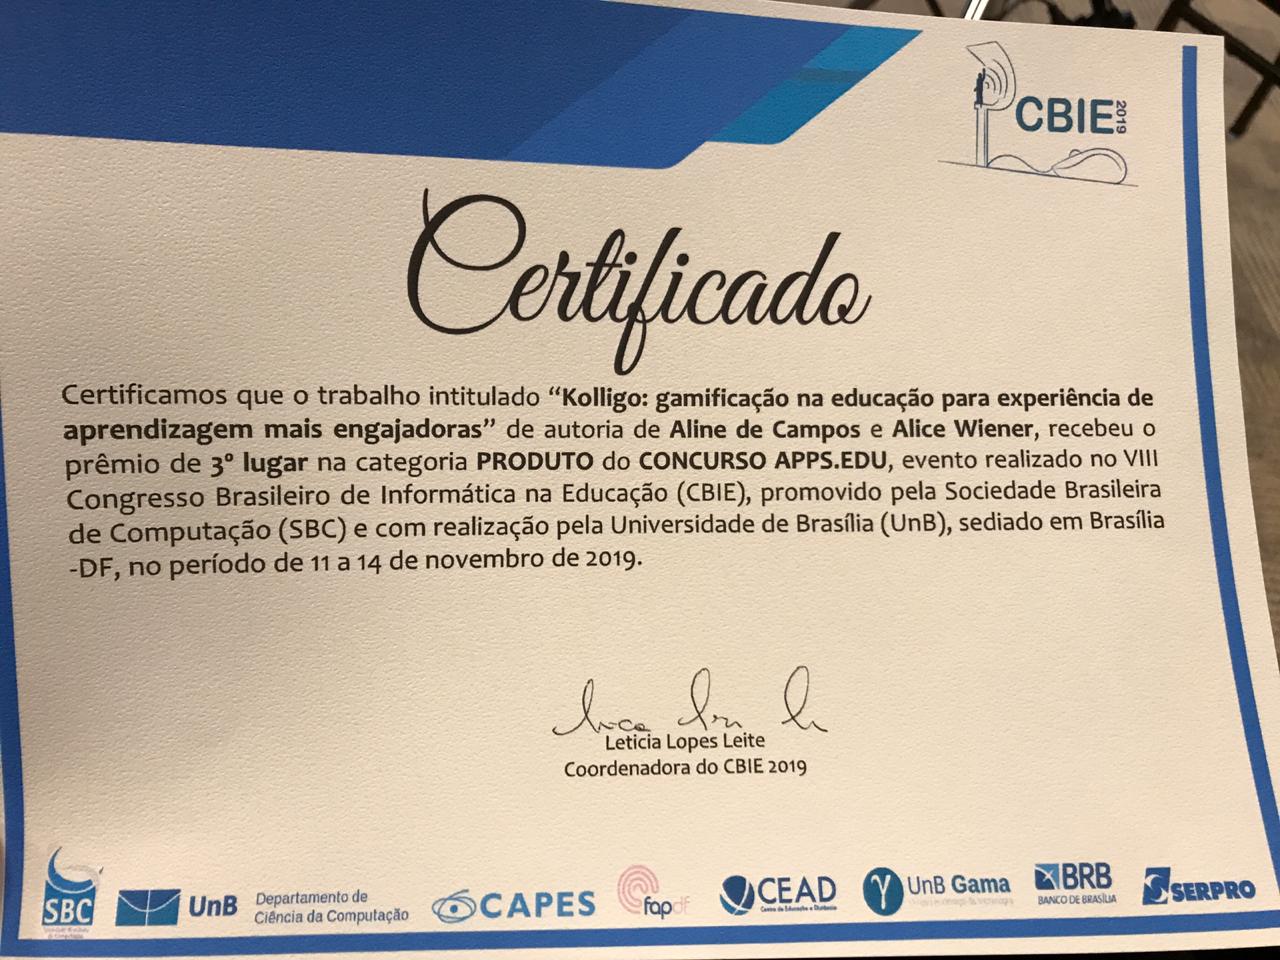 CBIE 2019
Certificado
Certificamos que o trabalho intitulado “Kolligo: gamificação na educação para experiência de
aprendizagem mais engajadoras” de autoria de Aline de Campos e Alice Wiener, recebeu o
prêmio de 3º lugar na categoria PRODUTO do CONCURSO APPS.EDU, evento realizado no VIII
Congresso Brasileiro de Informática na Educação (CBIE), promovido pela Sociedade Brasileira
de Computação (SBC) e com realização pela Universidade de Brasília (UnB), sediado em Brasília
-DF, no período de 11 a 14 de novembro de 2019.
Leticia Lopes Leite
Coordenadora do CBIE 2019
SBC
UnB
Departamento de
Ciência da Computação
CAPES
fapdf
CEAD
Centro de Educação a Distância
UnB Gama
BRB
BANCO DE BRASÍLIA
SERPRO